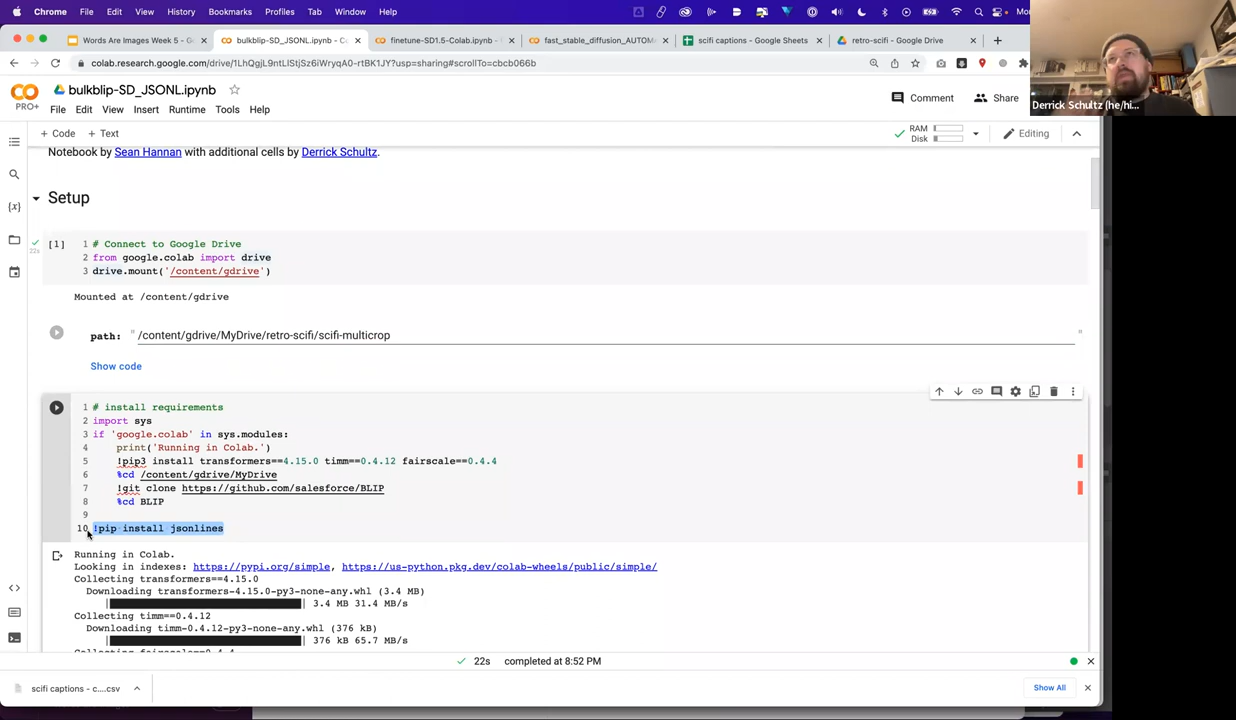 Chrome File Edit View History Bookmarks Profiles Tab Window Help Mon
Words Are Images Week 5 - G
bulkblip-SD_JSONL.ipynb - C
finetune-SD1.5-Colab.ipynb - 
fast_stable_diffusion_AUTOMA
scifi captions - Google Sheets
retro-scifi - Google Drive
colab.research.google.com/drive/1LhQgjL9ntLIStjSz6iWryqA0-rtBK1JY?usp=sharing#scrollTo=cbcb066b
Derrick Schultz (he/hi...
PRO+
bulkblip-SD_JSONL.ipynb
File Edit View Insert Runtime Tools Help
Comment Share
+ Code + Text
RAM
Disk
Editing
Notebook by Sean Hannan with additional cells by Derrick Schultz.
{x}
Setup
22s
[1]
1 # Connect to Google Drive
2 from google.colab import drive
3 drive.mount('/content/gdrive')
Mounted at /content/gdrive
path: "/content/gdrive/MyDrive/retro-scifi/scifi-multicrop"
Show code
1 # install requirements
2 import sys
3 if 'google.colab' in sys.modules:
4 print('Running in Colab.')
5 !pip3 install transformers==4.15.0 timm==0.4.12 fairscale==0.4.4
6 %cd /content/gdrive/MyDrive
7 !git clone https://github.com/salesforce/BLIP
8 %cd BLIP
9
10 !pip install jsonlines
Running in Colab.
Looking in indexes: https://pypi.org/simple, https://us-python.pkg.dev/colab-wheels/public/simple/
Collecting transformers==4.15.0
Downloading transformers-4.15.0-py3-none-any.whl (3.4 MB)
3.4 MB 31.4 MB/s
Collecting timm==0.4.12
Downloading timm-0.4.12-py3-none-any.whl (376 kB)
376 kB 65.7 MB/s
Collecting fairscale==0.4.4
22s completed at 8:52 PM
scifi captions - c....csv
Show All